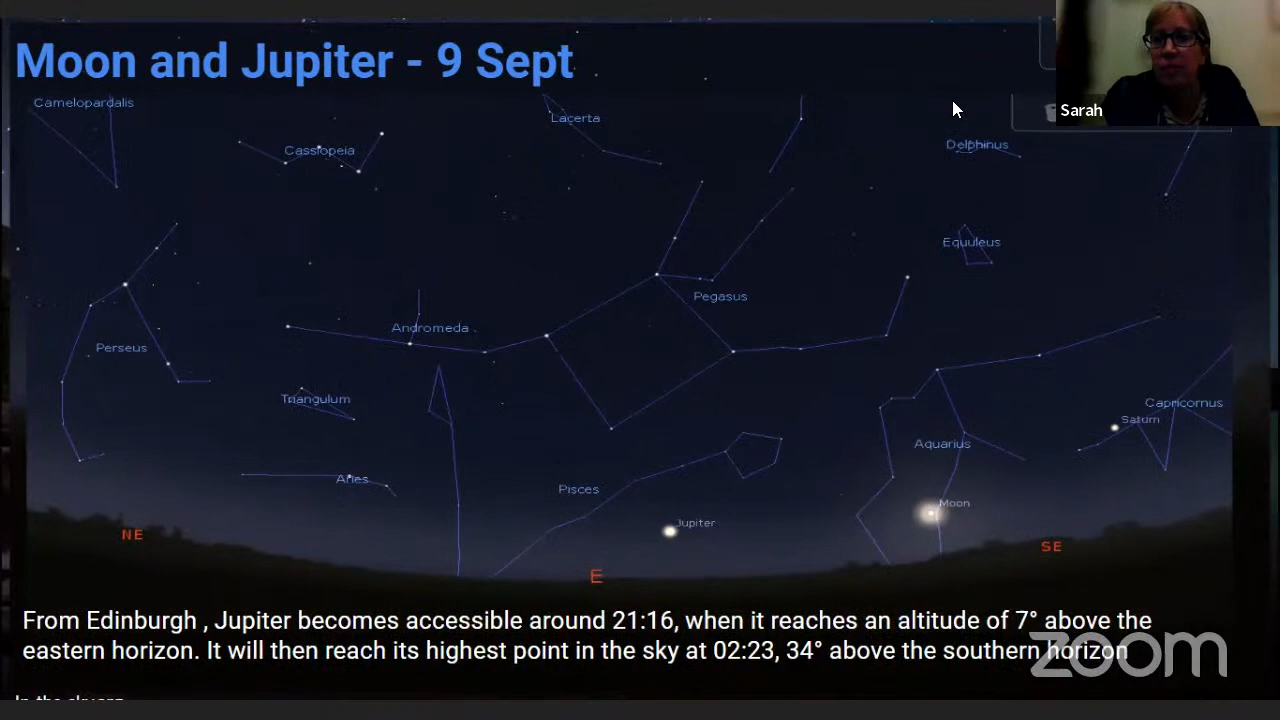 Moon and Jupiter - 9 Sept
Sarah
Camelopardalis
Lacerta
Cassiopeia
Delphinus
Equuleus
Pegasus
Andromeda
Perseus
Triangulum
Capricornus
Saturn
Aquarius
Aries
Pisces
Moon
Jupiter
NE
SE
E
From Edinburgh , Jupiter becomes accessible around 21:16, when it reaches an altitude of 7° above the
eastern horizon. It will then reach its highest point in the sky at 02:23, 34° above the southern horizon
zoom
In the